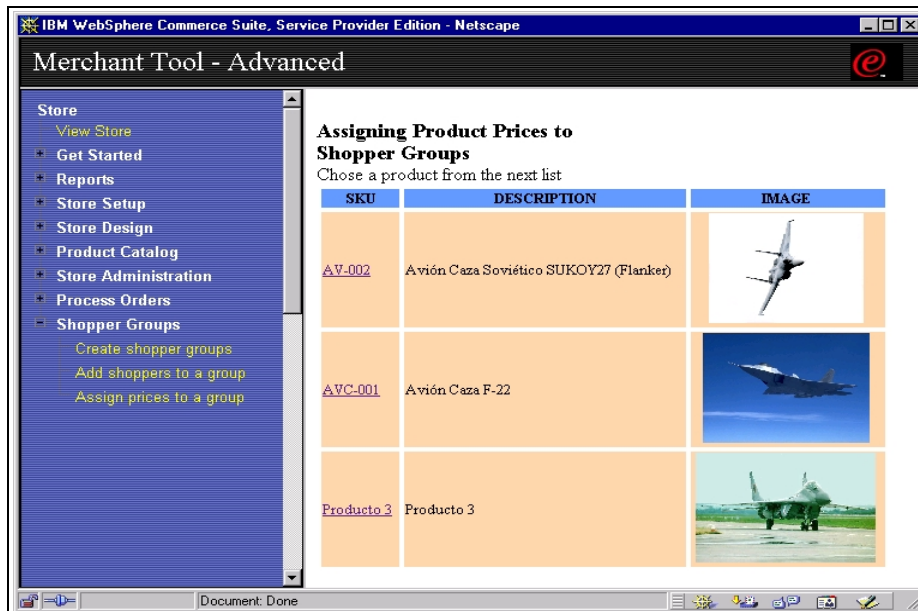 IBM WebSphere Commerce Suite, Service Provider Edition - Netscape
Merchant Tool - Advanced
e
Store
View Store
Get Started
Reports
Store Setup
Store Design
Product Catalog
Store Administration
Process Orders
Shopper Groups
Create shopper groups
Add shoppers to a group
Assign prices to a group
Assigning Product Prices to
Shopper Groups
Chose a product from the next list
SKU DESCRIPTION IMAGE
AV-002 Avión Caza Soviético SUKOY27 (Flanker)
AVC-001 Avión Caza F-22
Producto 3 Producto 3
Document: Done